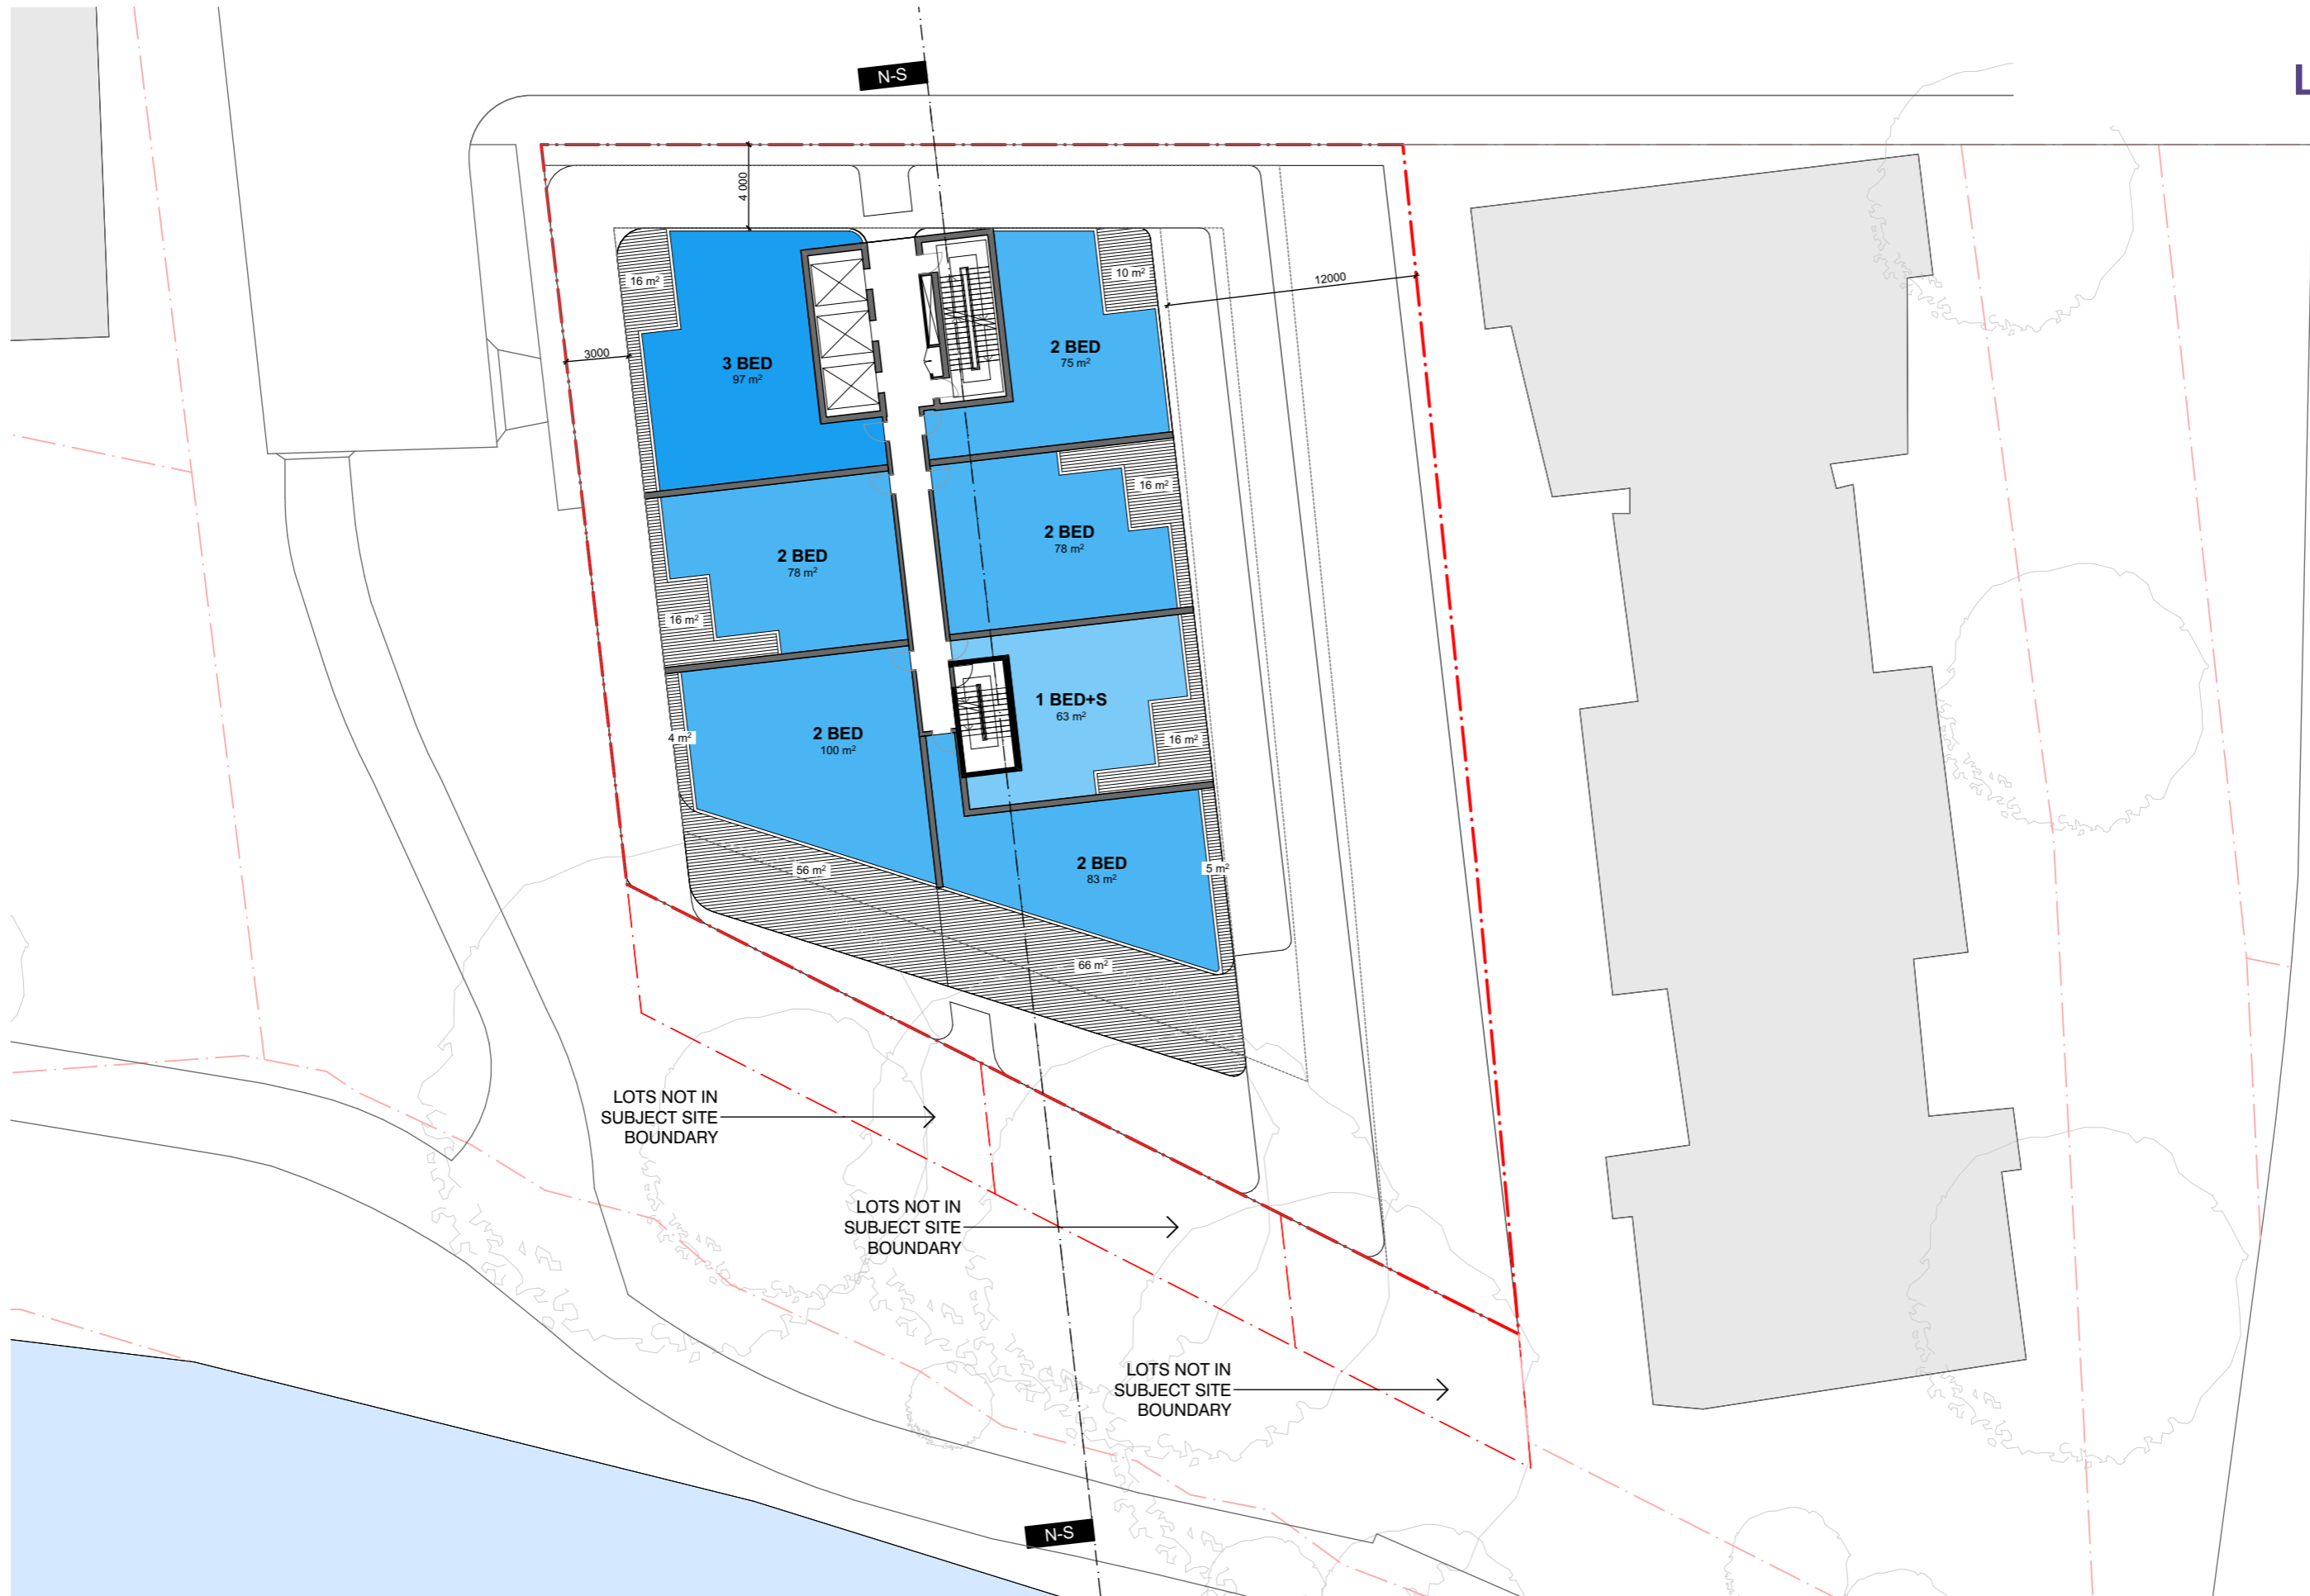 N-S
L
4 000
16 m²
10 m²
12000
3000
3 BED
97 m²
2 BED
75 m²
16 m²
2 BED
78 m²
2 BED
78 m²
16 m²
1 BED+S
63 m²
4 m²
2 BED
100 m²
16 m²
2 BED
83 m²
5 m²
56 m²
66 m²
LOTS NOT IN
SUBJECT SITE
BOUNDARY
LOTS NOT IN
SUBJECT SITE
BOUNDARY
LOTS NOT IN
SUBJECT SITE
BOUNDARY
N-S